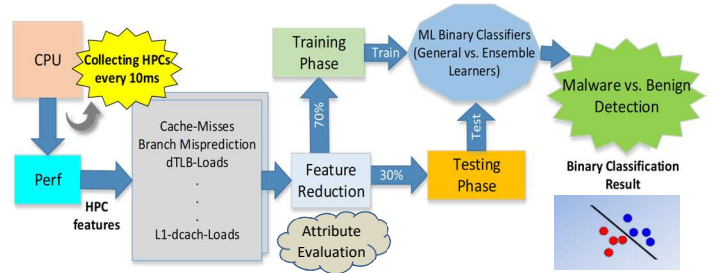 CPU
Collecting HPCs
every 10ms
Perf
HPC
features
Cache-Misses
Branch Misprediction
dTLB-Loads
.
.
.
L1-dcach-Loads
Feature
Reduction
Attribute
Evaluation
70%
30%
Training
Phase
Train
Testing
Phase
Test
ML Binary Classifiers
(General vs. Ensemble
Learners)
Malware vs. Benign
Detection
Binary Classification
Result